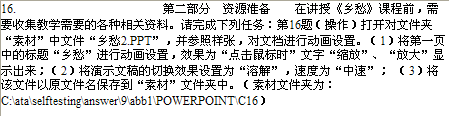 16.                第二部分  资源准备    在讲授《乡愁》课程前，需
要收集教学需要的各种相关资料。请完成下列任务：第16题（操作）打开对文件夹
“素材”中文件“乡愁2.PPT”，并参照样张，对文档进行动画设置。（1）将第一页
中的标题“乡愁”进行动画设置，效果为“点击鼠标时”文字“缩放”、“放大”显
示出来；（2）将演示文稿的切换效果设置为“溶解”，速度为“中速”； （3）将
该文件以原文件名保存到“素材”文件夹中。（素材文件夹为：
C:\ata\selftesting\answer\9\abb1\POWERPOINT\C16）